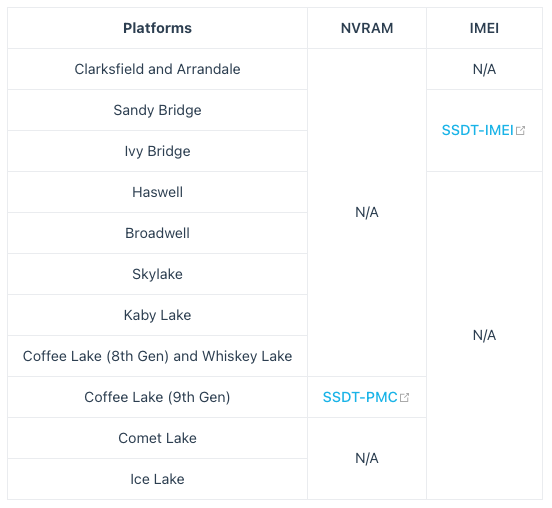 Platforms NVRAM IMEI
Clarksfield and Arrandale N/A
Sandy Bridge
SSDT-IMEI
Ivy Bridge
Haswell
N/A
Broadwell
Skylake
Kaby Lake
N/A
Coffee Lake (8th Gen) and Whiskey Lake
Coffee Lake (9th Gen) SSDT-PMC
Comet Lake
N/A
Ice Lake